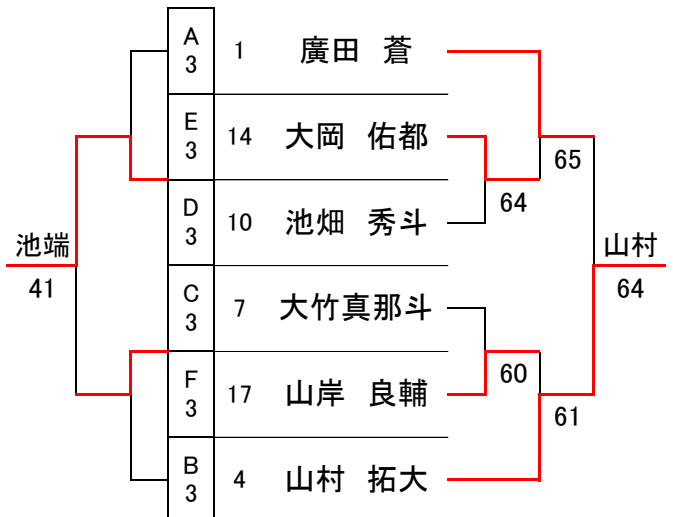 A
3
1 廣田 蒼
E
3
14 大岡 佑都
65
D
3
10 池畑 秀斗
64
池端
41
山村
64
C
3
7 大竹真那斗
F
3
17 山岸 良輔
60
61
B
3
4 山村 拓大